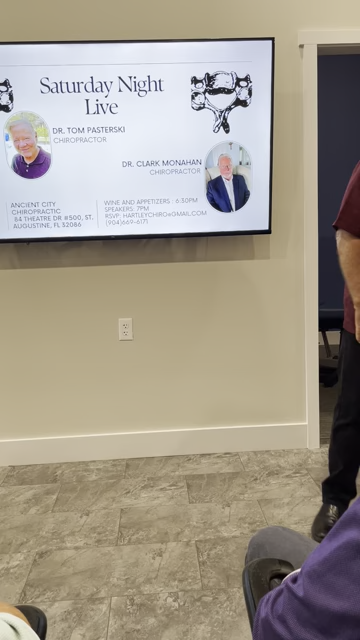 Saturday Night
Live
DR. TOM PASTERSKI
CHIROPRACTOR
DR. CLARK MONAHAN
CHIROPRACTOR
ANCIENT CITY
CHIROPRACTIC
84 THEATRE DR #500, ST.
AUGUSTINE, FL 32086
WINE AND APPETIZERS : 6:30PM
SPEAKERS: 7PM
RSVP: HARTLEYCHIRO@GMAIL.COM
(904)669-6171